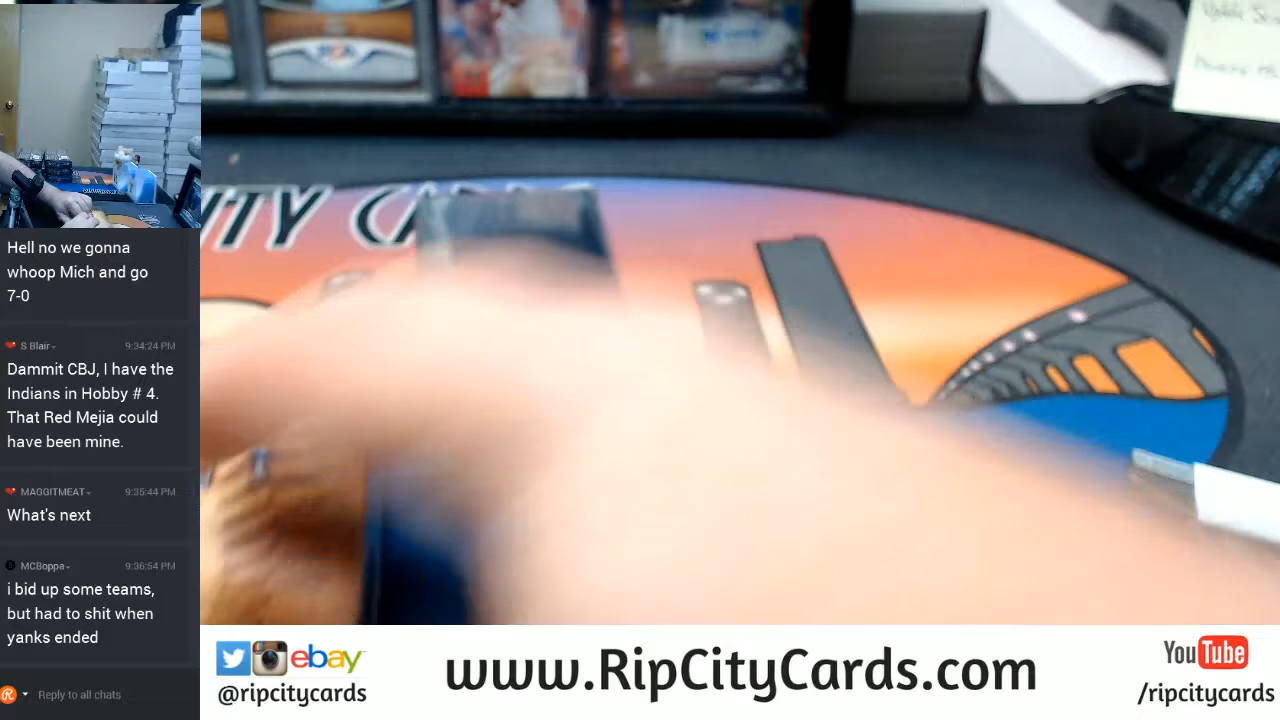 Hell no we gonna
whoop Mich and go
7-0
S Blair
9:34:24 PM
Dammit CBJ, I have the
Indians in Hobby # 4.
That Red Mejia could
have been mine.
MAGGITMEAT
9:35:44 PM
What's next
MCBoppa
9:36:54 PM
i bid up some teams,
but had to shit when
yanks ended
Reply to all chats
ebay
@ripcitycards
www.RipCityCards.com
YouTube
/ripcitycards